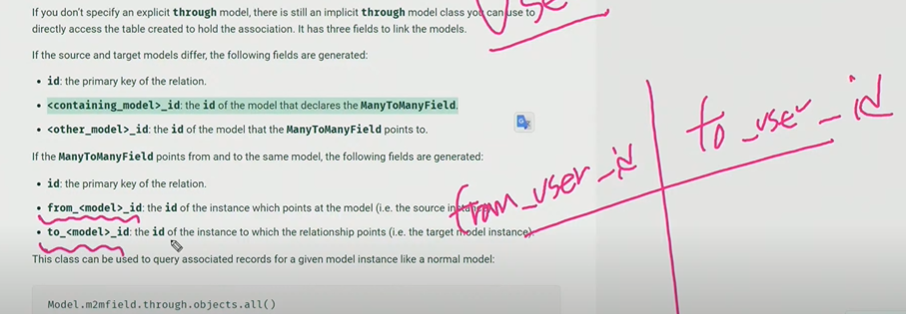 If you don't specify an explicit through model, there is still an implicit through model class you can use to
directly access the table created to hold the association. It has three fields to link the models.
If the source and target models differ, the following fields are generated:
• id: the primary key of the relation.
• <containing_model>_id: the id of the model that declares the ManyToManyField.
• <other_model>_id: the id of the model that the ManyToManyField points to.
If the ManyToManyField points from and to the same model, the following fields are generated:
• id: the primary key of the relation.
• from_<model>_id: the id of the instance which points at the model (i.e. the source
• to_<model>_id: the id of the instance to which the relationship points (i.e. the target model instance).
This class can be used to query associated records for a given model instance like a normal model:
Model.m2mfield.through.objects.all()
from_user_id
to_user_id